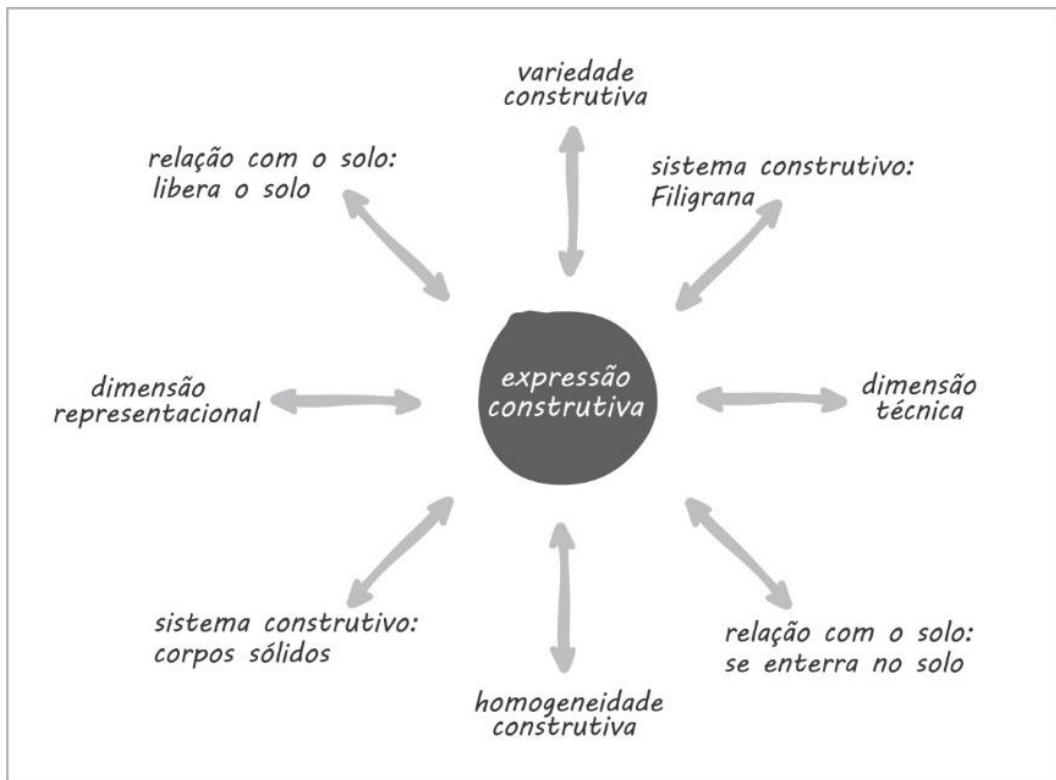 variedade
construtiva
relação com o solo:
libera o solo
sistema construtivo:
Filigrana
expressão
construtiva
dimensão
representacional
dimensão
técnica
sistema construtivo:
corpos sólidos
relação com o solo:
se enterra no solo
homogeneidade
construtiva